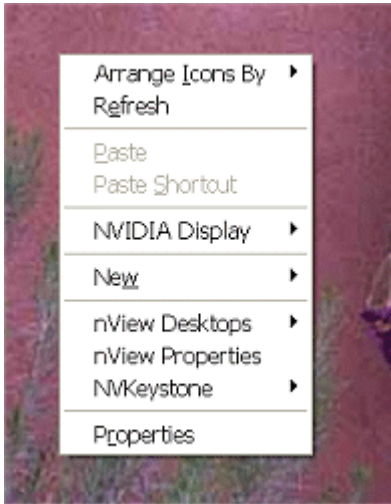 Arrange Icons By
Refresh
Paste
Paste Shortcut
NVIDIA Display
New
nView Desktops
nView Properties
NVKeystone
Properties